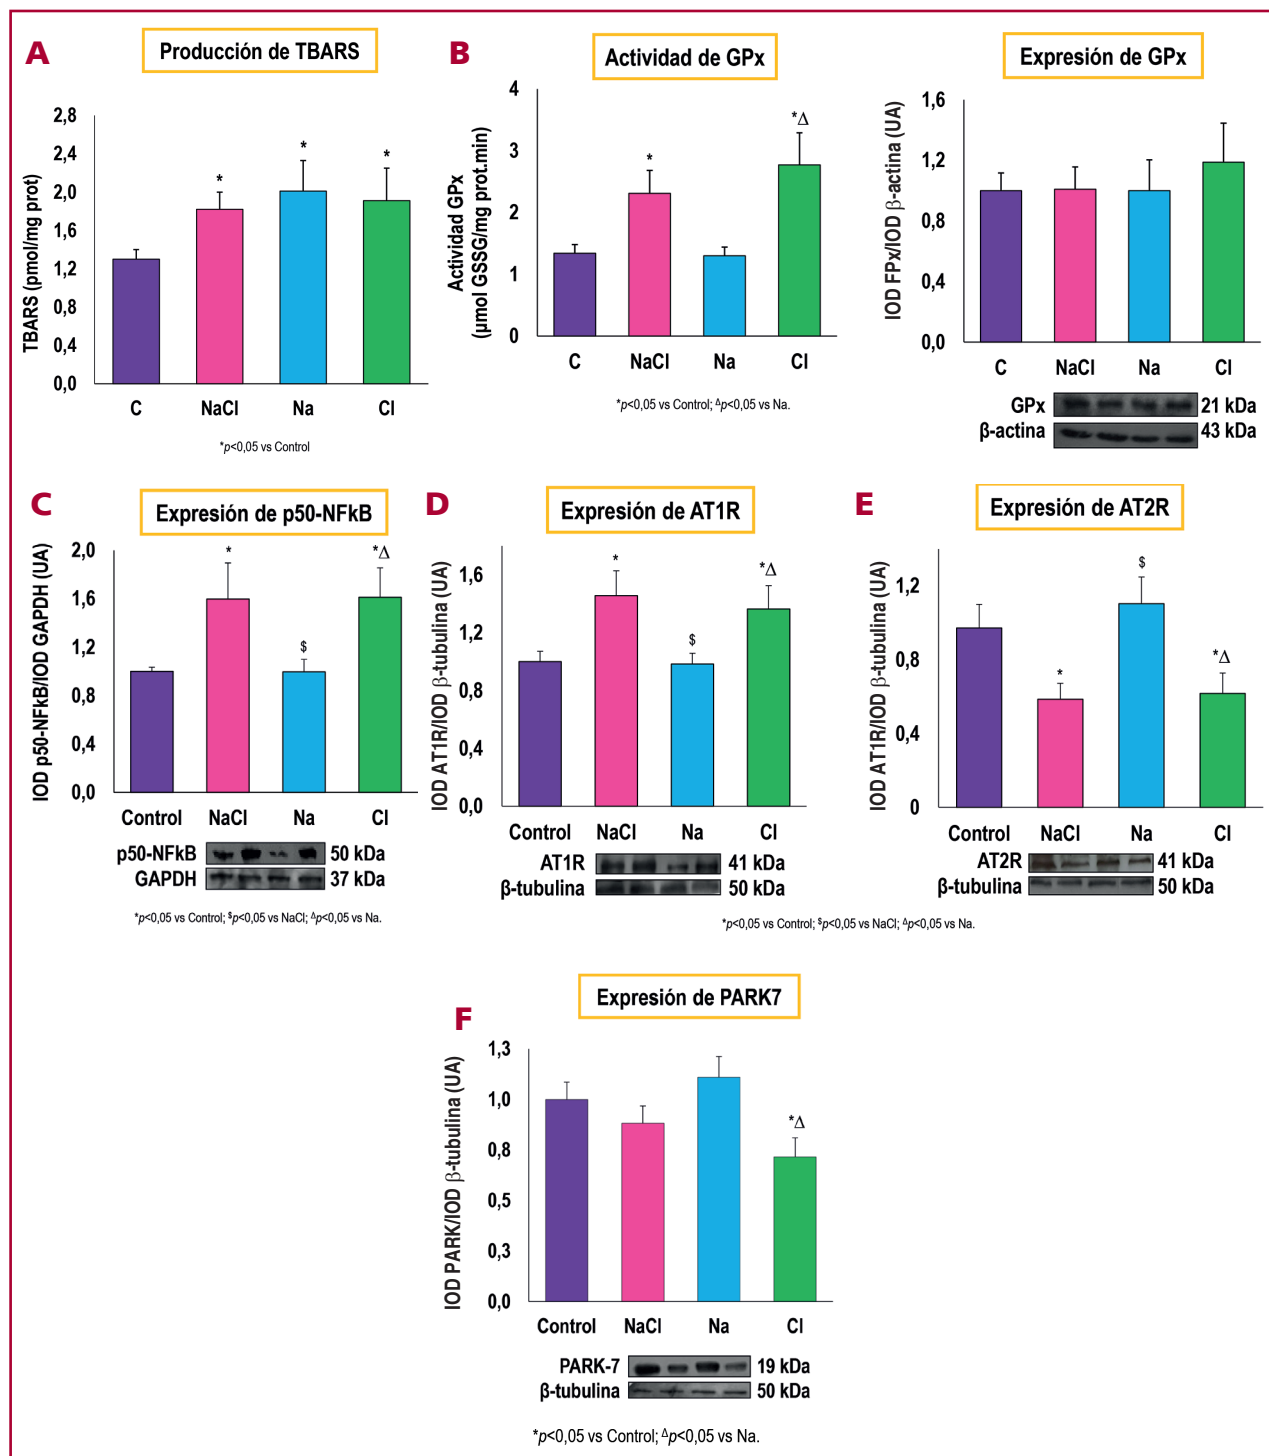 A
Producción de TBARS
TBARS (pmol/mg prot)
2,8
2,4
2,0
1,6
1,2
0,8
0,4
0,0
*
*
*
C NaCl Na Cl
*p<0,05 vs Control
B
Actividad de GPx
Actividad GPx
(µmol GSSG/mg prot.min)
4
3
2
1
0
*
*Δ
C NaCl Na Cl
*p<0,05 vs Control; Δp<0,05 vs Na.
Expresión de GPx
IOD FPx/IOD β-actina (UA)
1,6
1,2
0,8
0,4
0,0
C NaCl Na Cl
GPx 21 kDa
β-actina 43 kDa
C
Expresión de p50-NFkB
IOD p50-NFkB/IOD GAPDH (UA)
2,0
1,6
1,2
0,8
0,4
0,0
*
$
*Δ
Control NaCl Na Cl
p50-NFkB 50 kDa
GAPDH 37 kDa
*p<0,05 vs Control; $p<0,05 vs NaCl; Δp<0,05 vs Na.
D
Expresión de AT1R
IOD AT1R/IOD β-tubulina (UA)
1,6
1,2
0,8
0,4
0,0
*
$
*Δ
Control NaCl Na Cl
AT1R 41 kDa
β-tubulina 50 kDa
E
Expresión de AT2R
IOD AT1R/IOD β-tubulina (UA)
1,2
0,8
0,4
0
*
$
*Δ
Control NaCl Na Cl
AT2R 41 kDa
β-tubulina 50 kDa
*p<0,05 vs Control; $p<0,05 vs NaCl; Δp<0,05 vs Na.
F
Expresión de PARK7
IOD PARK/IOD β-tubulina (UA)
1,3
1,0
0,8
0,5
0,3
0,0
*Δ
Control NaCl Na Cl
PARK-7 19 kDa
β-tubulina 50 kDa
*p<0,05 vs Control; Δp<0,05 vs Na.